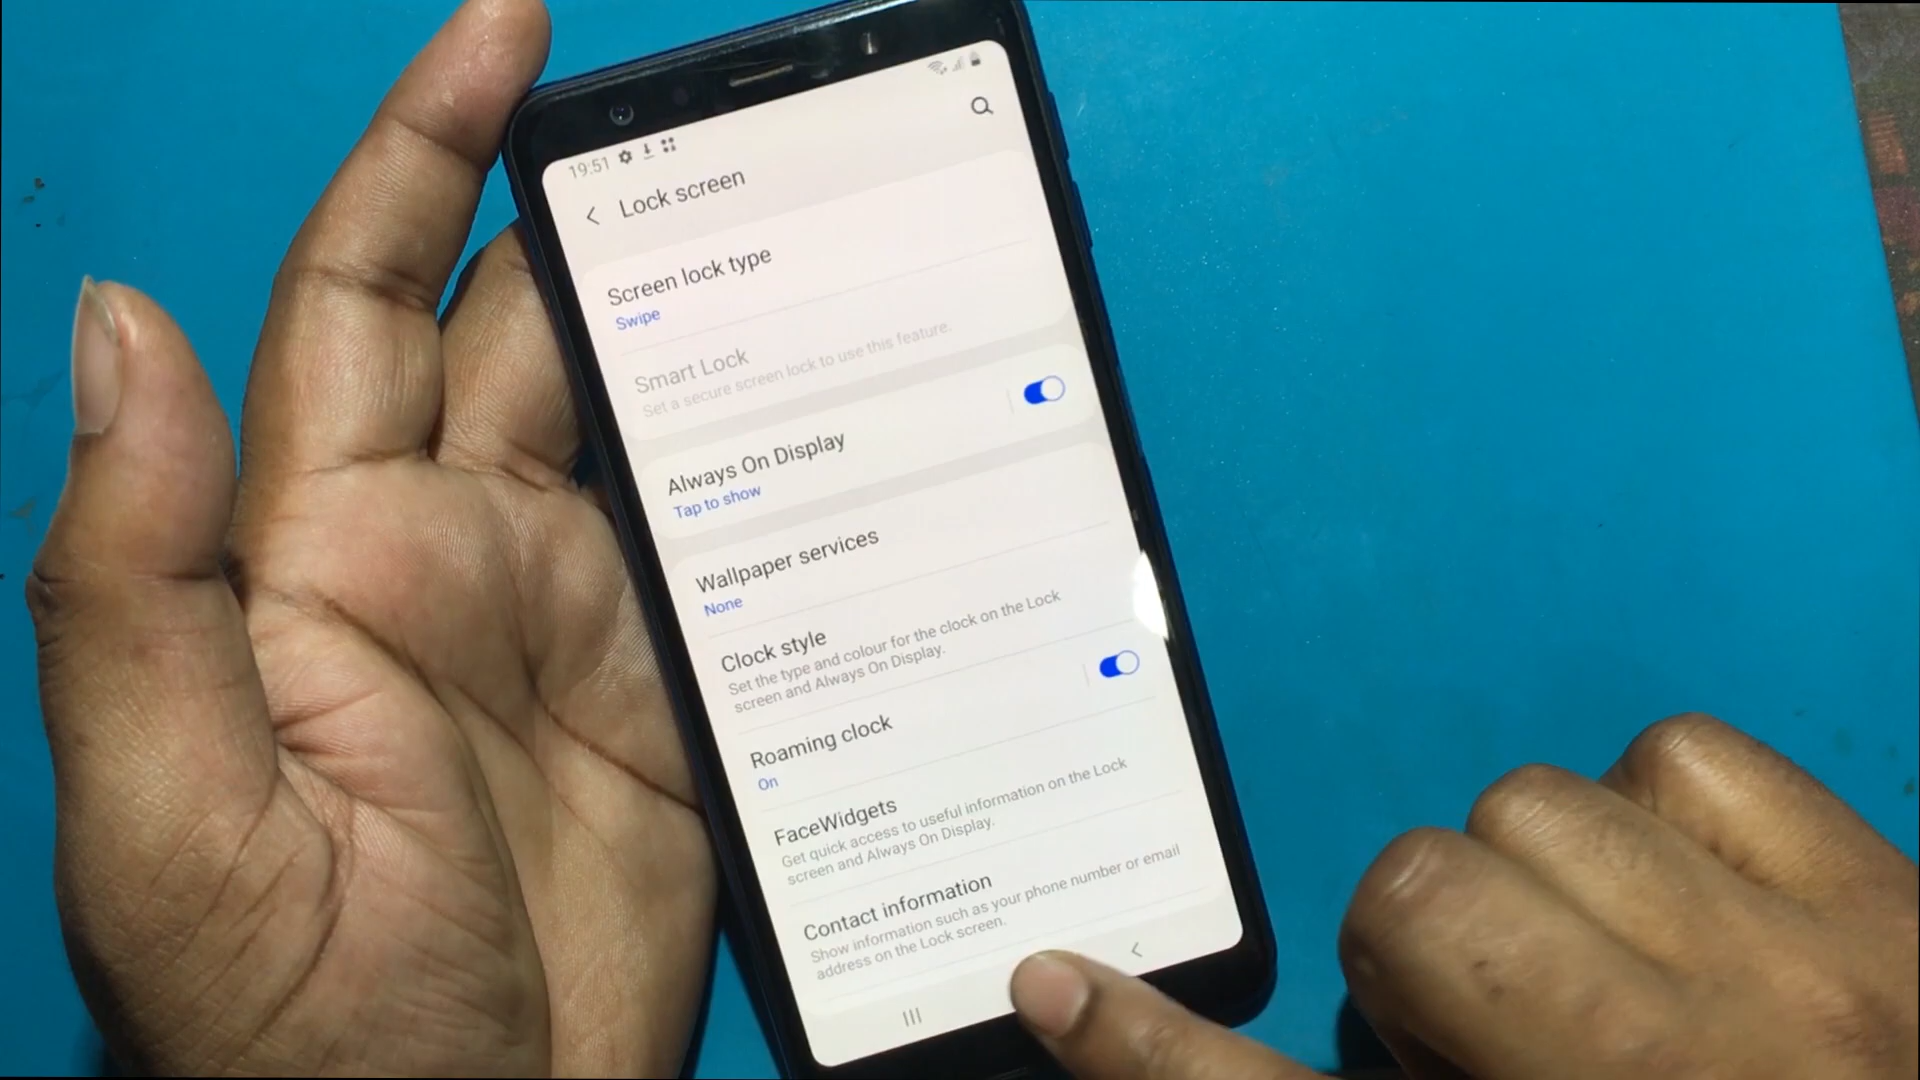 19:51
Lock screen
Screen lock type
Swipe
Smart Lock
Set a secure screen lock to use this feature.
Always On Display
Tap to show
Wallpaper services
None
Clock style
Set the type and colour for the clock on the Lock
screen and Always On Display.
Roaming clock
On
FaceWidgets
Get quick access to useful information on the Lock
screen and Always On Display.
Contact information
Show information such as your phone number or email
address on the Lock screen.